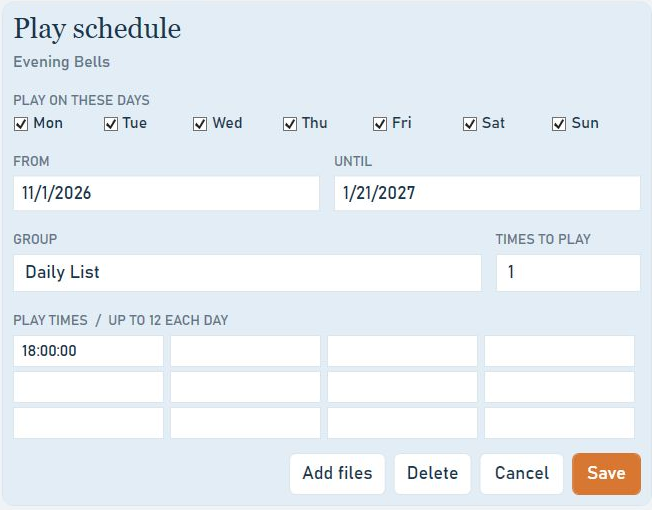 Play schedule
Evening Bells
PLAY ON THESE DAYS
Mon Tue Wed Thu Fri Sat Sun
FROM UNTIL
11/1/2026 1/21/2027
GROUP TIMES TO PLAY
Daily List 1
PLAY TIMES / UP TO 12 EACH DAY
18:00:00
Add files Delete Cancel Save